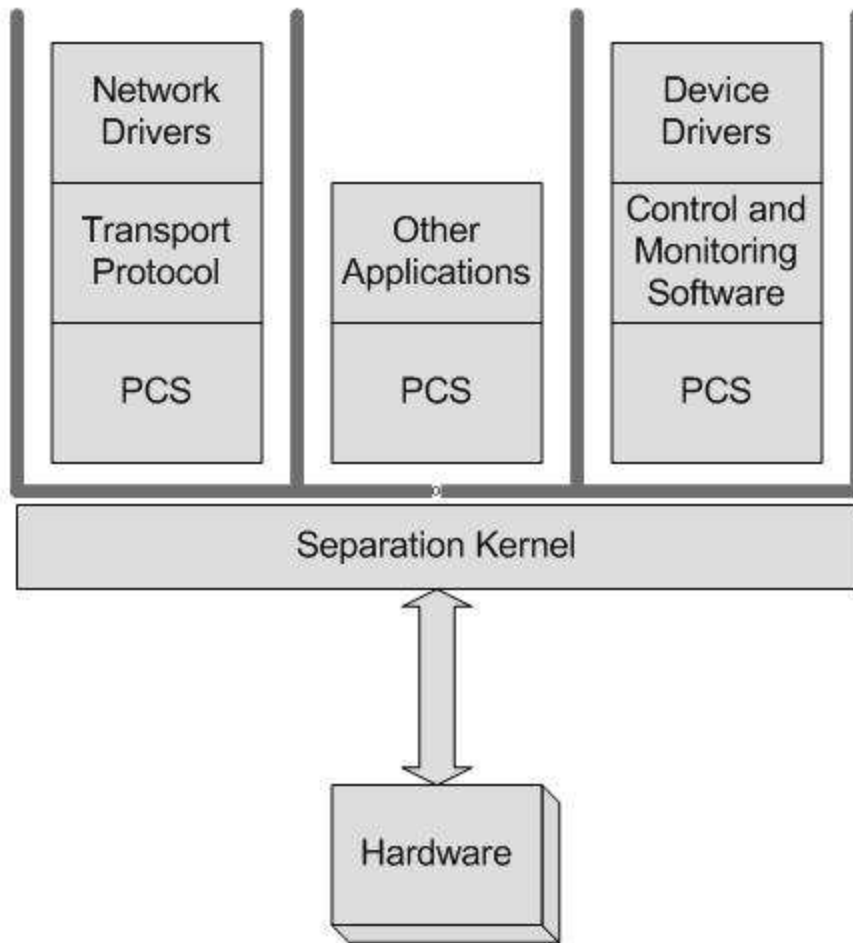 Network
Drivers
Transport
Protocol
PCS
Other
Applications
PCS
Device
Drivers
Control and
Monitoring
Software
PCS
Separation Kernel
Hardware